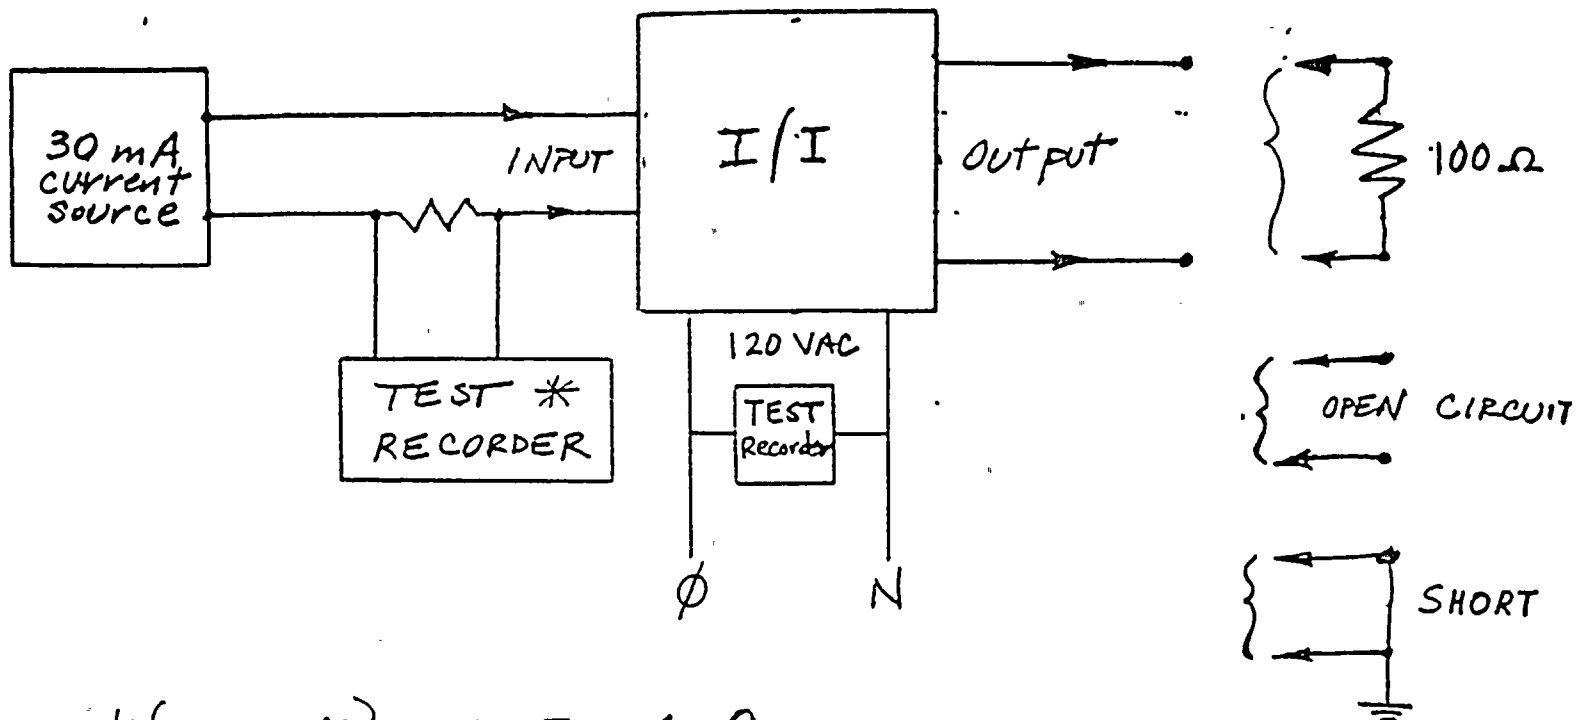 30 mA
current
source
INPUT
I/I
OUTPUT
100 Ω
TEST *
RECORDER
120 VAC
TEST
Recorder
Ø
N
OPEN CIRCUIT
SHORT